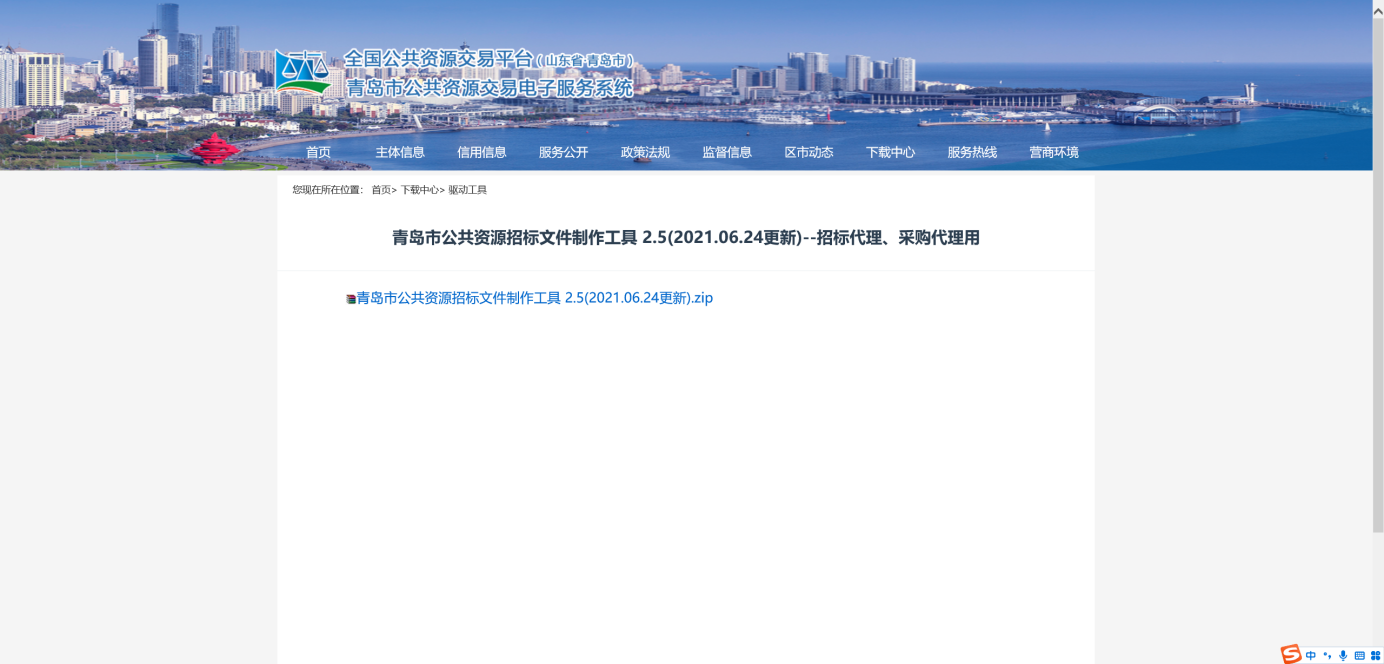 全国公共资源交易平台（山东省·青岛市）
青岛市公共资源交易电子服务系统
首页 主体信息 信用信息 服务公开 政策法规 监督信息 区市动态 下载中心 服务热线 营商环境
您现在所在位置： 首页> 下载中心> 驱动工具
青岛市公共资源招标文件制作工具 2.5(2021.06.24更新)--招标代理、采购代理用
青岛市公共资源招标文件制作工具 2.5(2021.06.24更新).zip
中